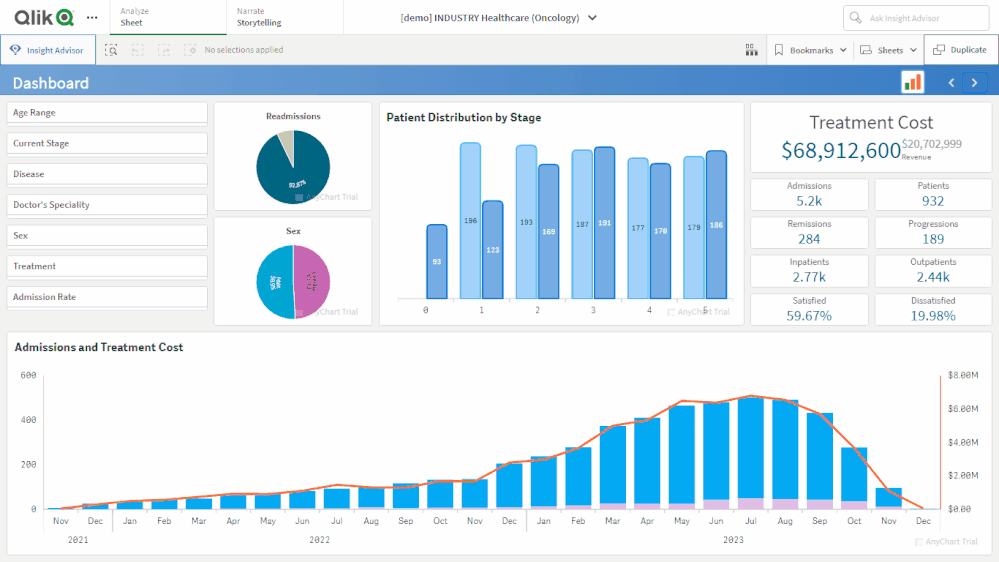 Qlik
Analyze
Sheet
Narrate
Storytelling
[demo] INDUSTRY Healthcare (Oncology)
Ask Insight Advisor
Insight Advisor
No selections applied
Bookmarks
Sheets
Duplicate
Dashboard
Age Range
Current Stage
Disease
Doctor's Speciality
Sex
Treatment
Admission Rate
Readmissions
AnyChart Trial
Sex
AnyChart Trial
Patient Distribution by Stage
93
196
123
193
169
187
191
177
170
179
186
0 1 2 3 4 5
AnyChart Trial
Treatment Cost
$68,912,600
$20,702,999
Revenue
Admissions
5.2k
Patients
932
Remissions
284
Progressions
189
Inpatients
2.77k
Outpatients
2.44k
Satisfied
59.67%
Dissatisfied
19.98%
Admissions and Treatment Cost
600
400
200
0
$8.00M
$6.00M
$4.00M
$2.00M
$0.00
Nov Dec Jan Feb Mar Apr May Jun Jul Aug Sep Oct Nov Dec Jan Feb Mar Apr May Jun Jul Aug Sep Oct Nov Dec
2021 2022 2023
AnyChart Trial